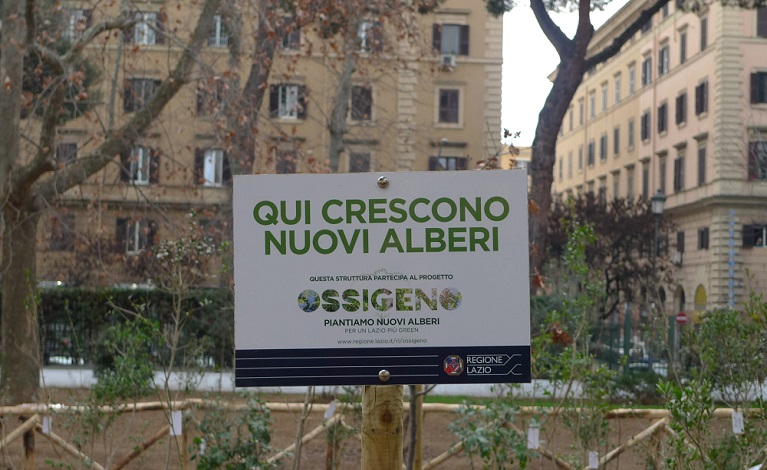 QUI CRESCONO
NUOVI ALBERI
QUESTA STRUTTURA PARTECIPA AL PROGETTO
OSSIGENO
PIANTIAMO NUOVI ALBERI
PER UN LAZIO PIÙ GREEN
www.regione.lazio.it/rl/ossigeno
REGIONE
LAZIO